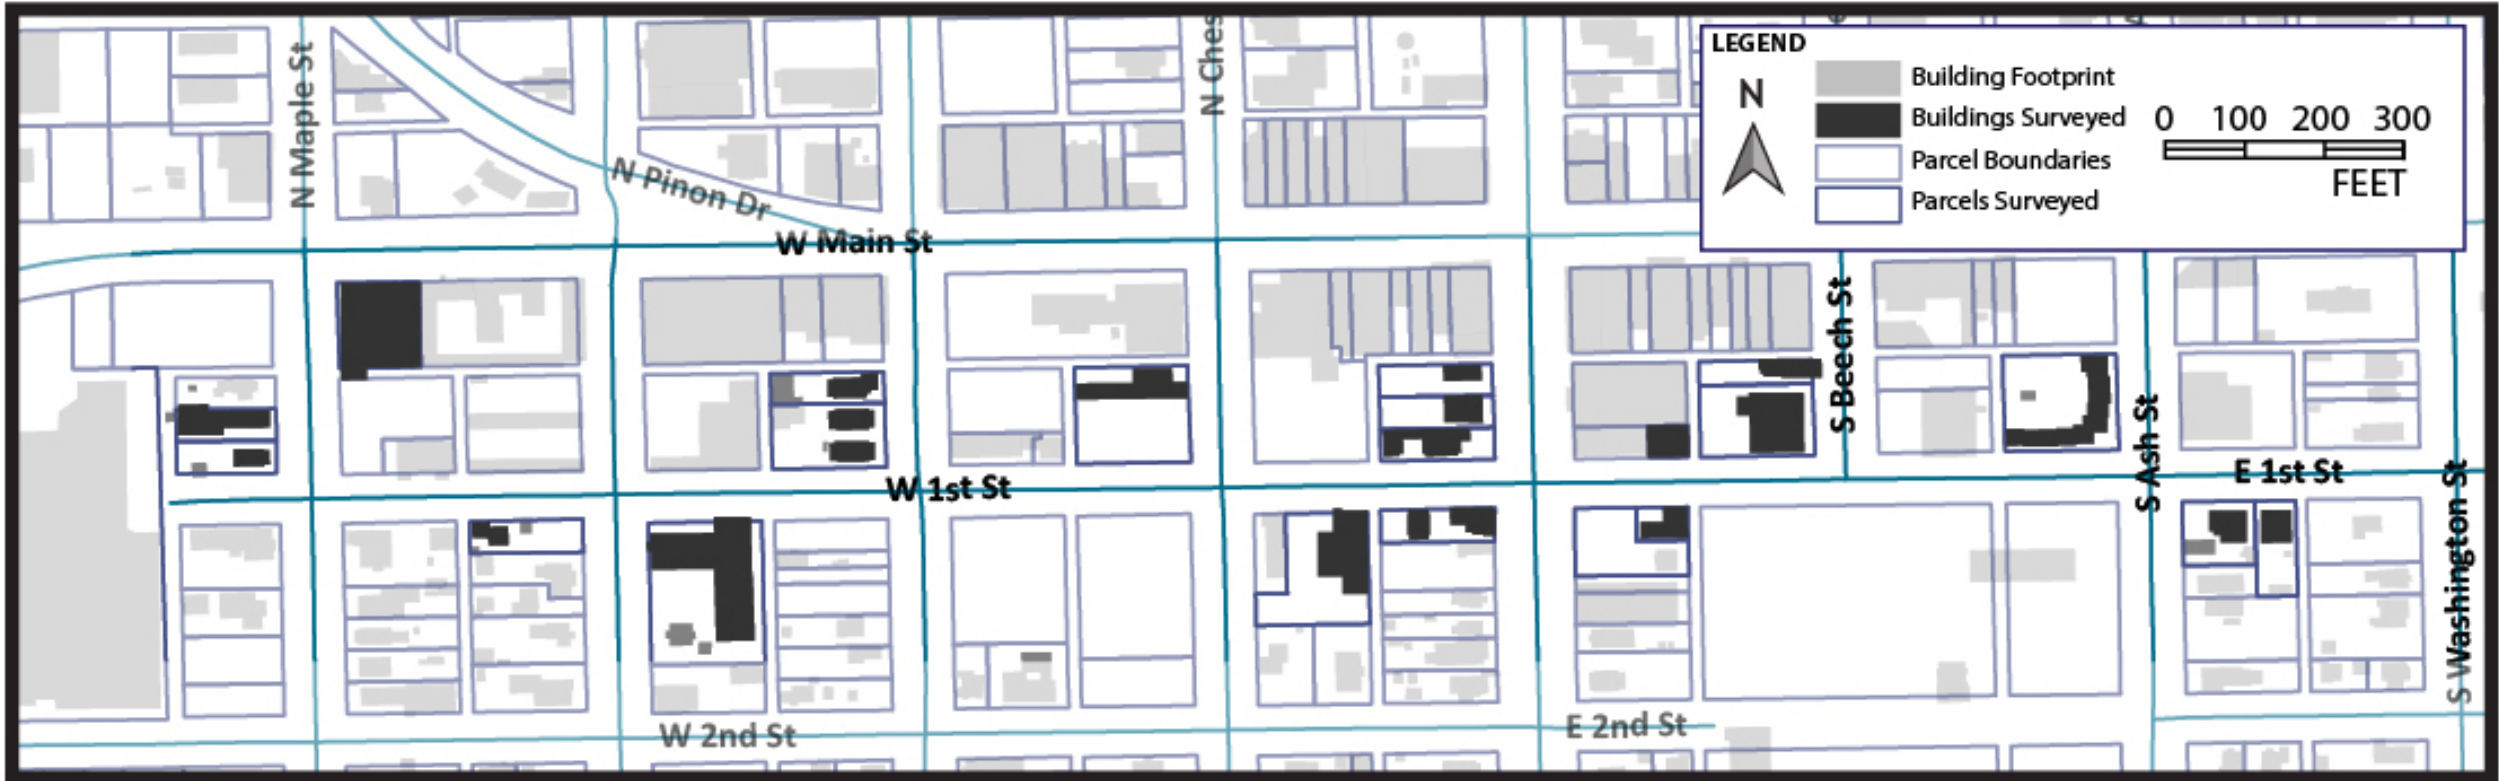 N Maple St
N Ches
LEGEND
N
Building Footprint
Buildings Surveyed
Parcel Boundaries
Parcels Surveyed
0 100 200 300
FEET
N Pinon Dr
W Main St
S Beech St
S Ash St
W 1st St
E 1st St
S Washington St
W 2nd St
E 2nd St